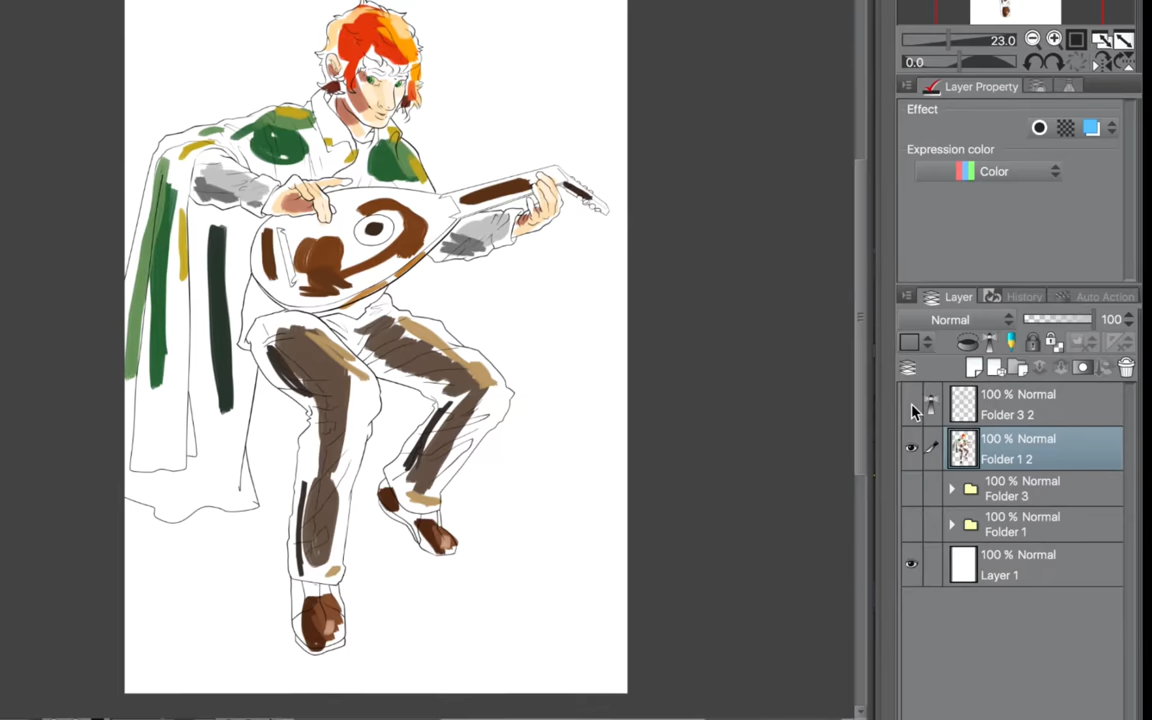 23.0
0.0
Layer Property
Effect
Expression color
Color
Layer
History
Auto Action
Normal
100
100 % Normal
Folder 3 2
100 % Normal
Folder 1 2
100 % Normal
Folder 3
100 % Normal
Folder 1
100 % Normal
Layer 1